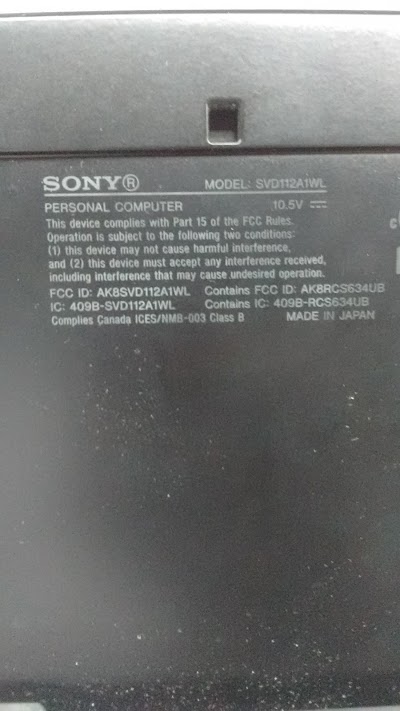 SONY® MODEL: SVD112A1WL
PERSONAL COMPUTER 10.5V
This device complies with Part 15 of the FCC Rules.
Operation is subject to the following two conditions:
(1) this device may not cause harmful interference,
and (2) this device must accept any interference received,
including interference that may cause undesired operation.
FCC ID: AK8SVD112A1WL Contains FCC ID: AK8RCS634UB
IC: 409B-SVD112A1WL Contains IC: 409B-RCS634UB
Complies Canada ICES/NMB-003 Class B MADE IN JAPAN